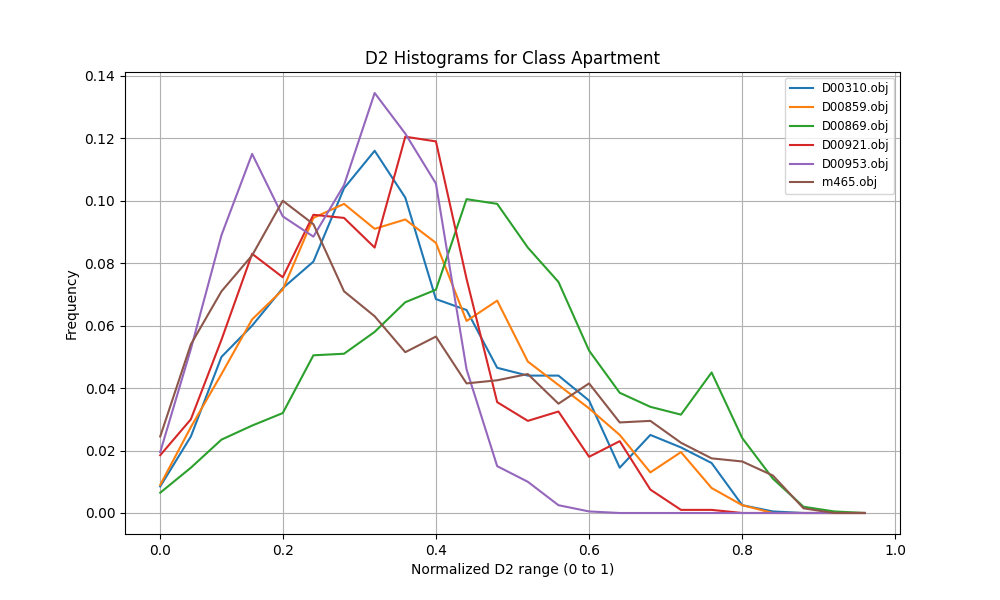 D2 Histograms for Class Apartment
0.14
0.12
0.10
0.08
0.06
0.04
0.02
0.00
Frequency
D00310.obj
D00859.obj
D00869.obj
D00921.obj
D00953.obj
m465.obj
0.0 0.2 0.4 0.6 0.8 1.0
Normalized D2 range (0 to 1)